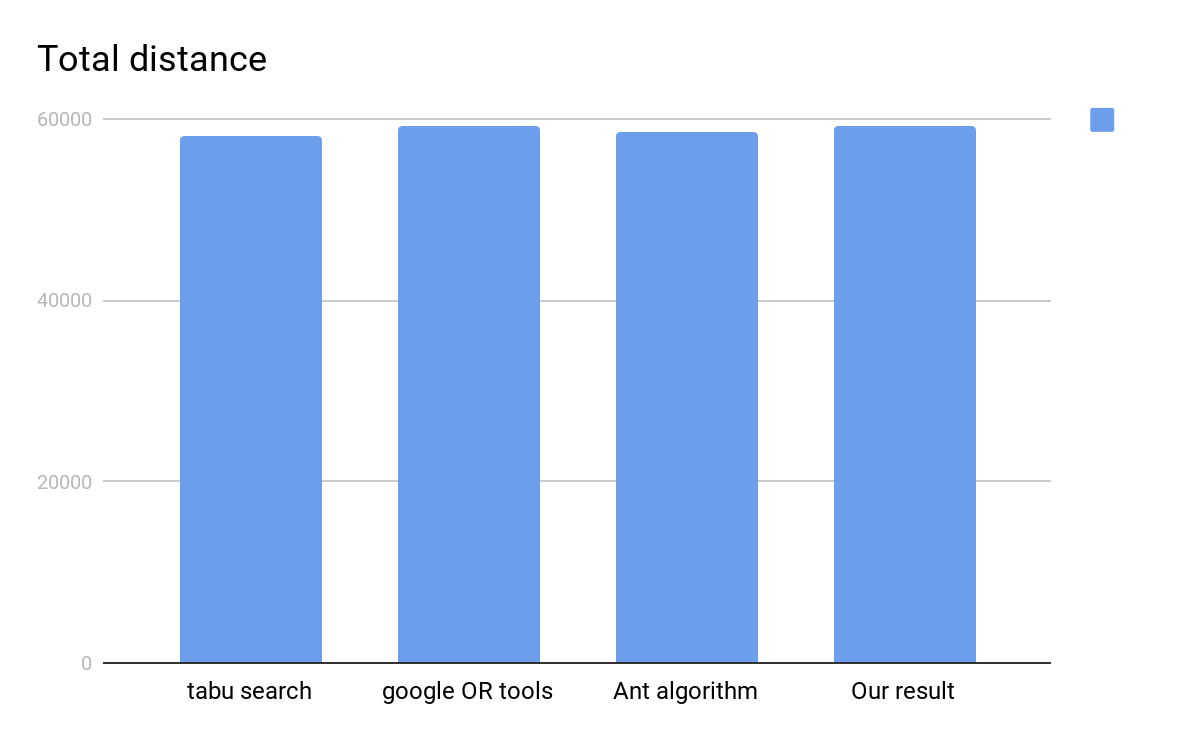 Total distance
60000
40000
20000
0
tabu search
google OR tools
Ant algorithm
Our result